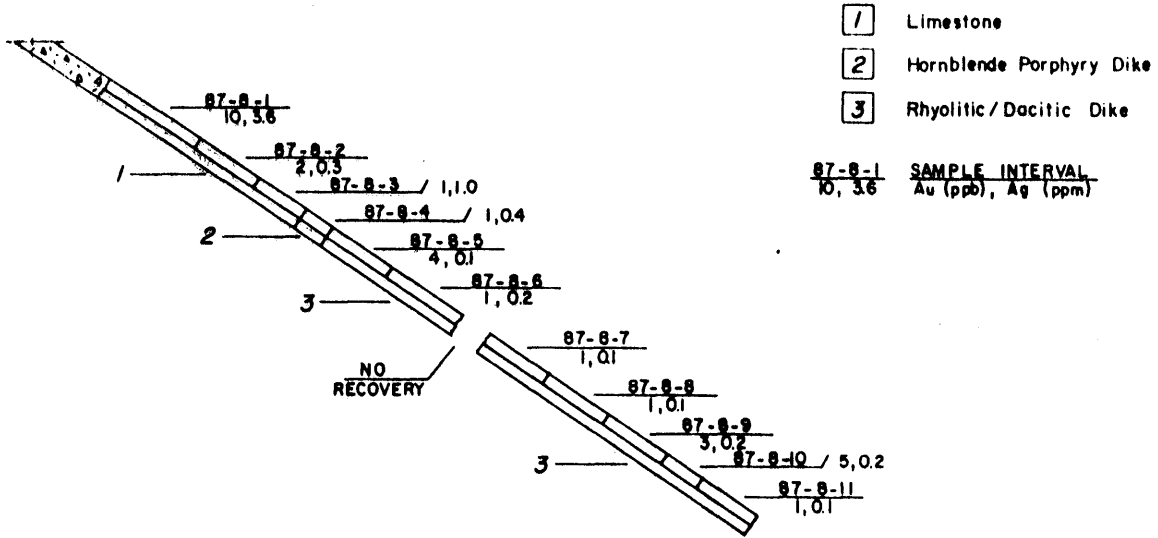 1 Limestone
2 Hornblende Porphyry Dike
3 Rhyolitic/Dacitic Dike
87-8-1 SAMPLE INTERVAL
10, 3.6 Au (ppb), Ag (ppm)
87-8-1
10, 3.6
87-8-2
2, 0.3
1
87-8-3 / 1, 1.0
87-8-4 / 1, 0.4
2
87-8-5
4, 0.1
87-8-6
1, 0.2
3
87-8-7
1, 0.1
NO
RECOVERY
87-8-8
1, 0.1
87-8-9
3, 0.2
87-8-10 / 5, 0.2
3
87-8-11
1, 0.1